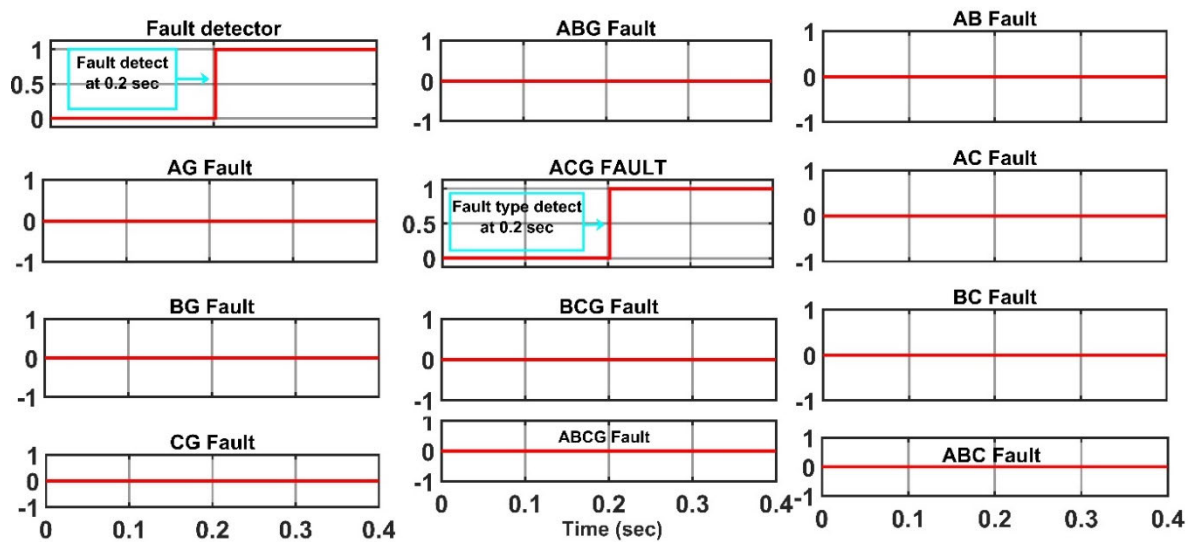 Fault detector
1
0.5
0
Fault detect
at 0.2 sec
ABG Fault
1
0
-1
AB Fault
1
0
-1
AG Fault
1
0
-1
ACG FAULT
1
0.5
0
Fault type detect
at 0.2 sec
AC Fault
1
0
-1
BG Fault
1
0
-1
BCG Fault
1
0
-1
BC Fault
1
0
-1
CG Fault
1
0
-1
0 0.1 0.2 0.3 0.4
ABCG Fault
1
0
-1
0 0.1 0.2 0.3 0.4
Time (sec)
ABC Fault
1
0
-1
0 0.1 0.2 0.3 0.4